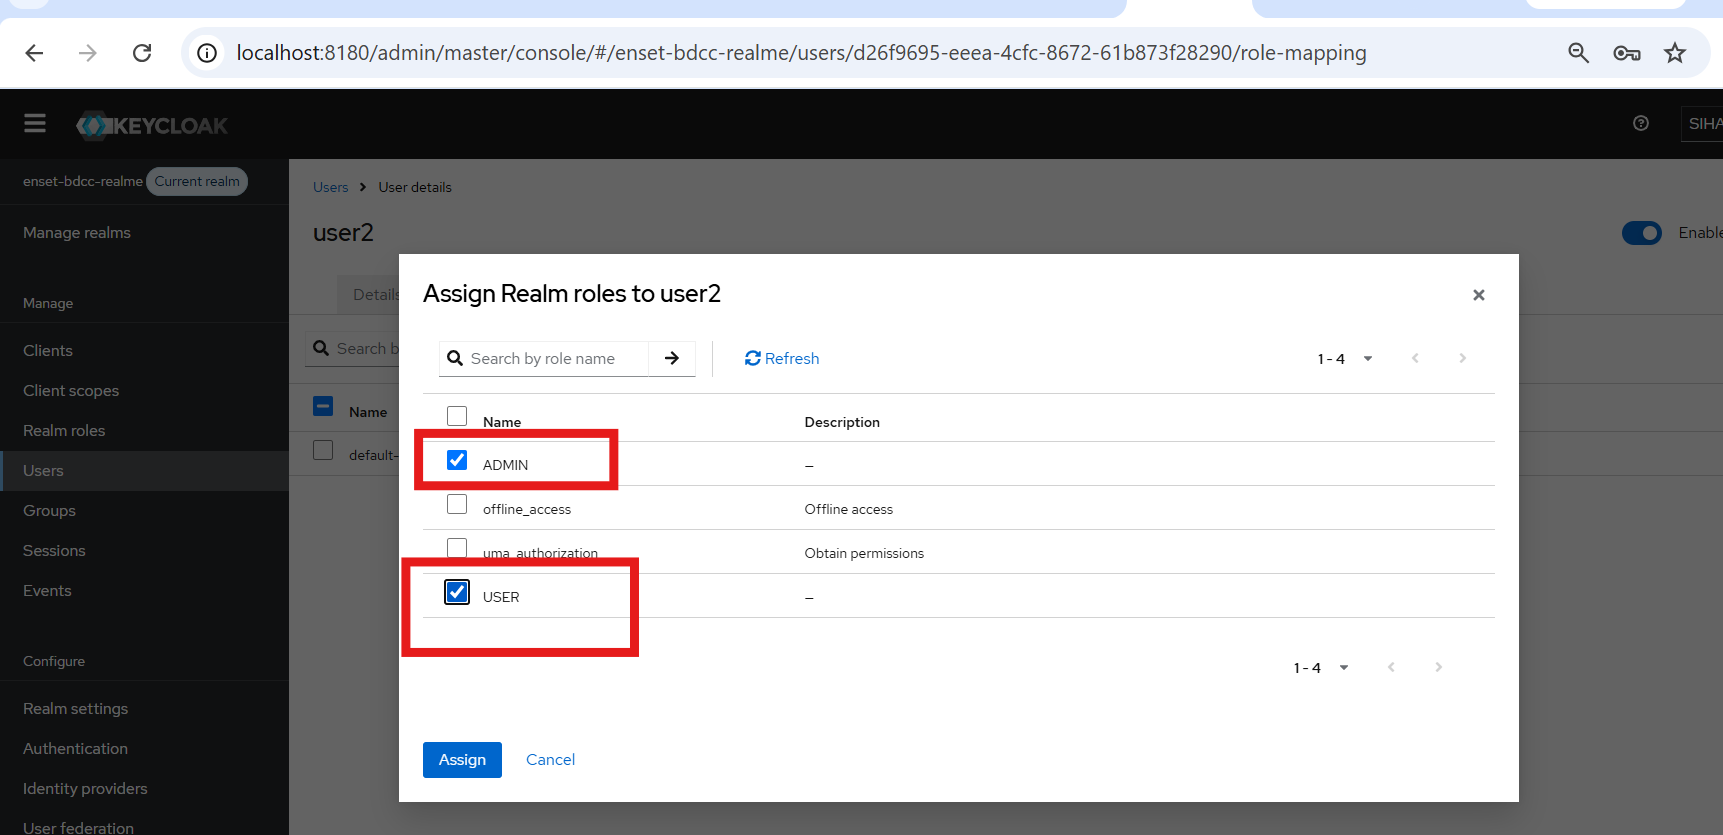 localhost:8180/admin/master/console/#/enset-bdcc-realme/users/d26f9695-eeea-4cfc-8672-61b873f28290/role-mapping
KEYCLOAK
SIHA
enset-bdcc-realme Current realm
Manage realms
Manage
Clients
Client scopes
Realm roles
Users
Groups
Sessions
Events
Configure
Realm settings
Authentication
Identity providers
User federation
Users User details
user2
Enable
Details
Search b
Name
default-
Assign Realm roles to user2
Search by role name
Refresh
1 - 4
Name Description
ADMIN –
offline_access Offline access
uma_authorization Obtain permissions
USER –
1 - 4
Assign Cancel